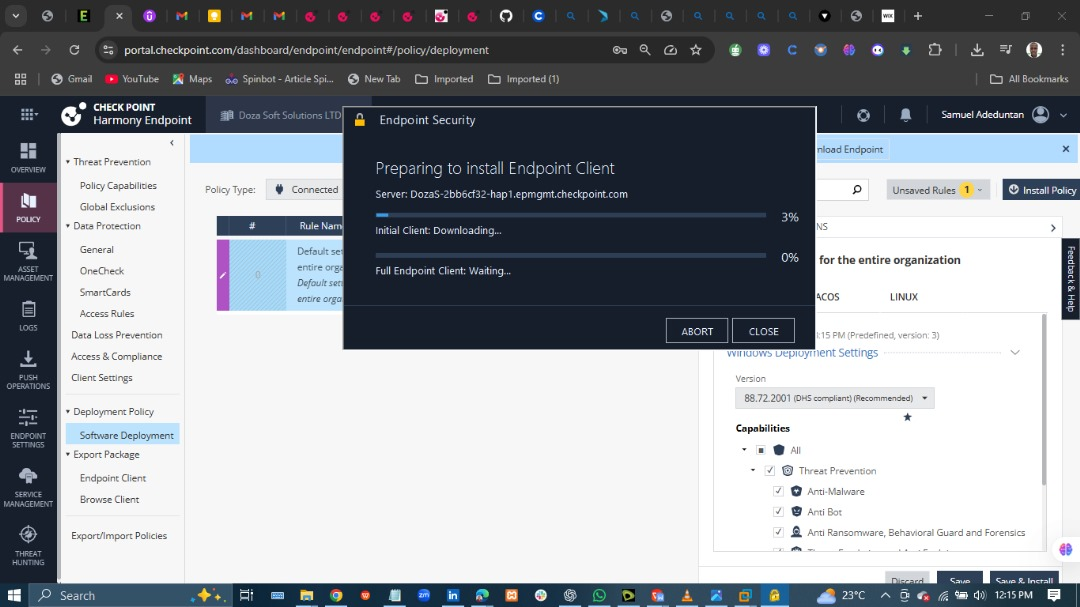 portal.checkpoint.com/dashboard/endpoint/endpoint#/policy/deployment
Gmail
YouTube
Maps
Spinbot - Article Spi...
New Tab
Imported
Imported (1)
All Bookmarks
CHECK POINT
Harmony Endpoint
Doza Soft Solutions LTD
Samuel Adeduntan
OVERVIEW
POLICY
ASSET
MANAGEMENT
LOGS
PUSH
OPERATIONS
ENDPOINT
SETTINGS
SERVICE
MANAGEMENT
THREAT
HUNTING
Threat Prevention
Policy Capabilities
Global Exclusions
Data Protection
General
OneCheck
SmartCards
Access Rules
Data Loss Prevention
Access & Compliance
Client Settings
Deployment Policy
Software Deployment
Export Package
Endpoint Client
Browse Client
Export/Import Policies
nload Endpoint
Policy Type:
Connected
Unsaved Rules 1
Install Policy
# Rule Nam
0
Default set
entire orga
Default sett
entire orga
Endpoint Security
Preparing to install Endpoint Client
Server: DozaS-2bb6cf32-hap1.epmgmt.checkpoint.com
3%
Initial Client: Downloading...
0%
Full Endpoint Client: Waiting...
ABORT
CLOSE
NS
for the entire organization
ACOS
LINUX
:15 PM (Predefined, version: 3)
Windows Deployment Settings
Version
88.72.2001 (DHS compliant) (Recommended)
Capabilities
All
Threat Prevention
Anti-Malware
Anti Bot
Anti Ransomware, Behavioral Guard and Forensics
Discard
Save
Save & Install
Feedback & Help
Search
23°C
12:15 PM